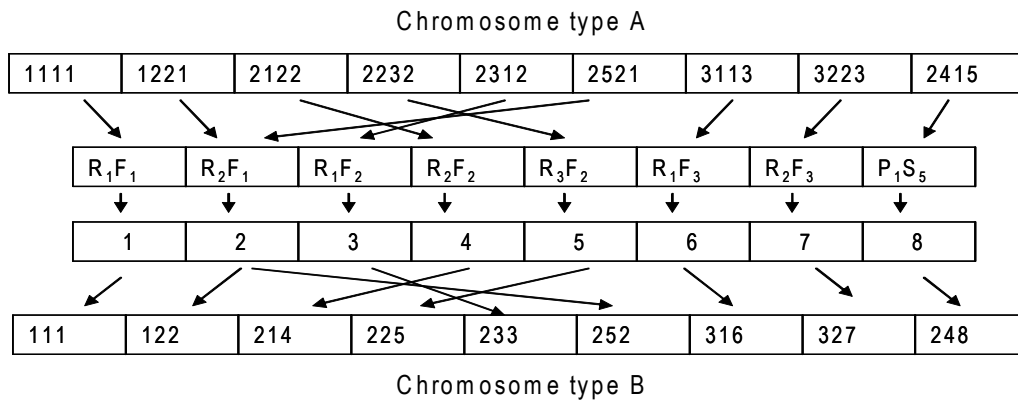 Chromosome type A
1111 1221 2122 2232 2312 2521 3113 3223 2415
R₁F₁ R₂F₁ R₁F₂ R₂F₂ R₃F₂ R₁F₃ R₂F₃ P₁S₅
1 2 3 4 5 6 7 8
111 122 214 225 233 252 316 327 248
Chromosome type B